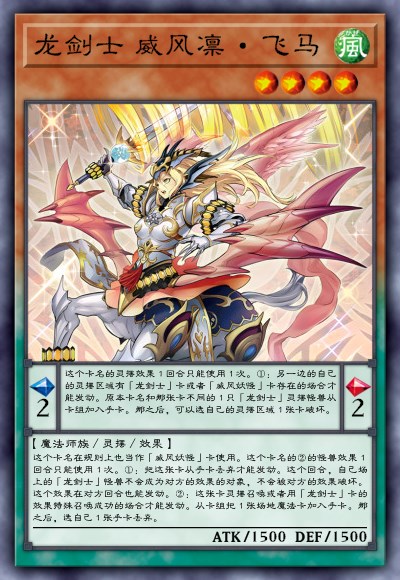 龙剑士 威风凛·飞马
風
这个卡名的灵摆效果1回合只能使用1次。①：另一边的自己
的灵摆区域有「龙剑士」卡或者「威风妖怪」卡存在的场合才
能发动。原本卡名和那张卡不同的1只「龙剑士」灵摆怪兽从
卡组加入手卡。那之后，可以选自己的灵摆区域1张卡破坏。
2
2
【魔法师族/灵摆/效果】
这个卡名在规则上也当作「威风妖怪」卡使用。这个卡名的②的怪兽效果1
回合只能使用1次。①：把这张卡从手卡丢弃才能发动。这个回合，自己场
上的「龙剑士」怪兽不会成为对方的效果的对象，不会被对方的效果破坏。
这个效果在对方回合也能发动。②：这张卡灵摆召唤或者用「龙剑士」卡的
效果特殊召唤成功的场合才能发动。从卡组把1张场地魔法卡加入手卡。那
之后，选自己1张手卡丢弃。
ATK/1500 DEF/1500